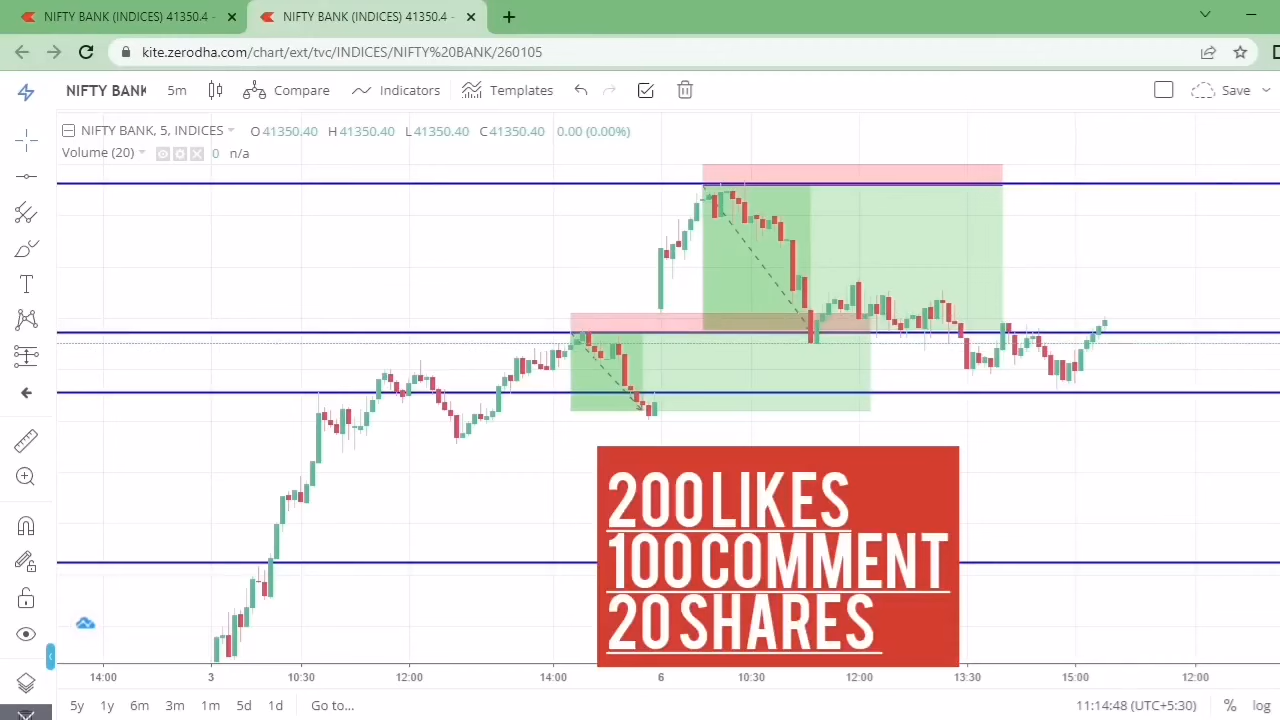 NIFTY BANK (INDICES) 41350.4 -
NIFTY BANK (INDICES) 41350.4 -
kite.zerodha.com/chart/ext/tvc/INDICES/NIFTY%20BANK/260105
NIFTY BANK 5m Compare Indicators Templates Save
NIFTY BANK, 5, INDICES O41350.40 H41350.40 L41350.40 C41350.40 0.00 (0.00%)
Volume (20) 0 n/a
T
200 LIKES
100 COMMENT
20 SHARES
14:00 3 10:30 12:00 14:00 6 10:30 12:00 13:30 15:00 12:00
5y 1y 6m 3m 1m 5d 1d Go to... 11:14:48 (UTC+5:30) % log